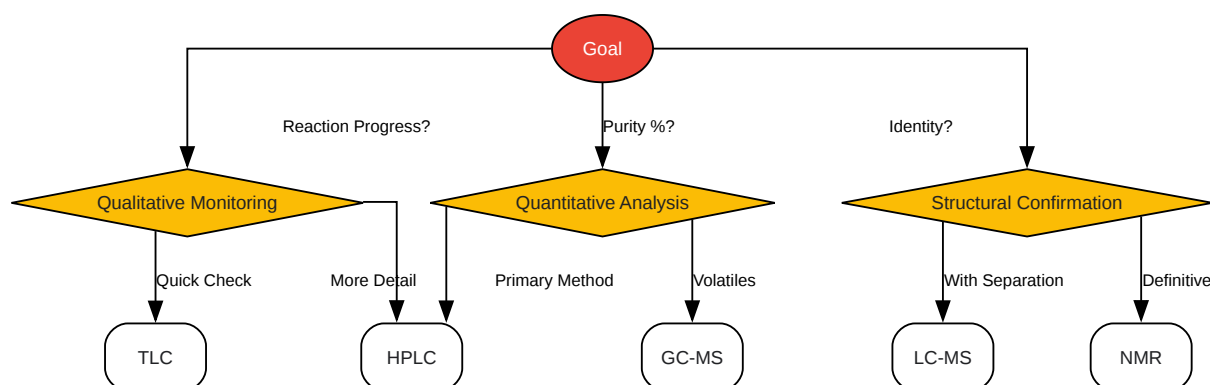 Goal
Reaction Progress?
Purity %?
Identity?
Qualitative Monitoring
Quantitative Analysis
Structural Confirmation
Quick Check
More Detail
Primary Method
Volatiles
With Separation
Definitive
TLC
HPLC
GC-MS
LC-MS
NMR